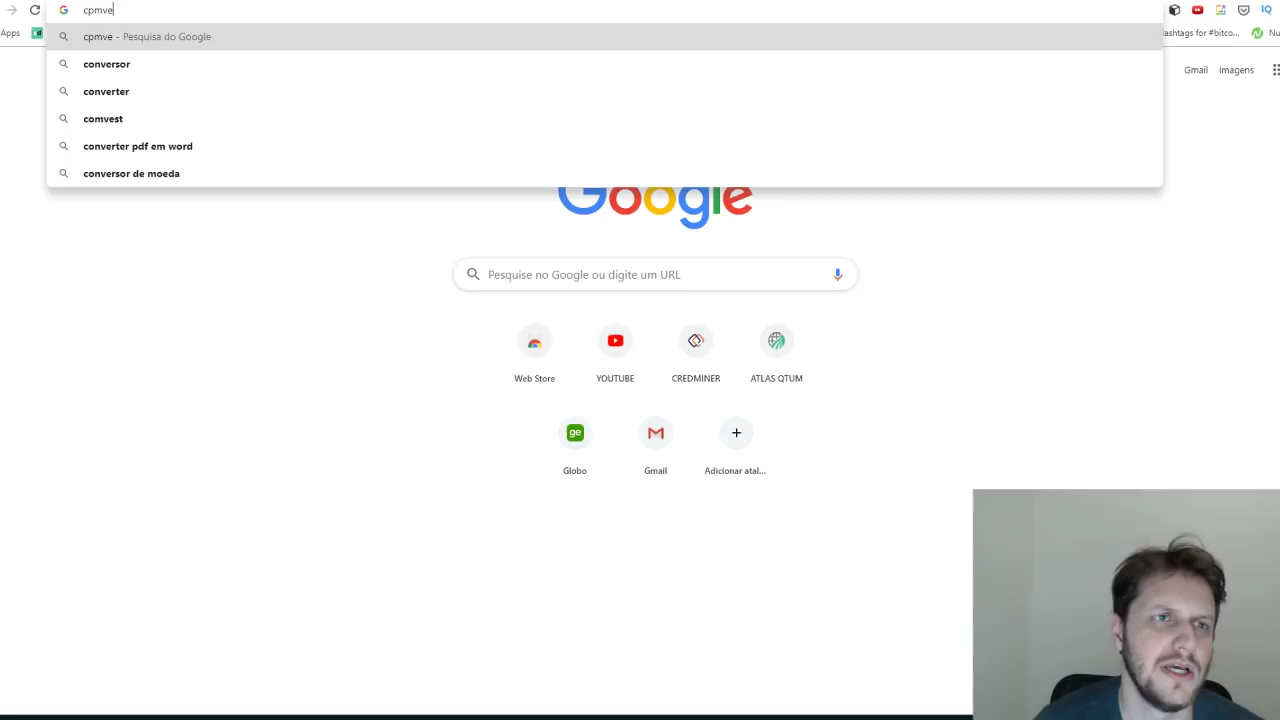 cpmve
Apps
ashtags for #bitco...
Nu
cpmve - Pesquisa do Google
conversor
converter
comvest
converter pdf em word
conversor de moeda
Gmail
Imagens
Google
Pesquise no Google ou digite um URL
Web Store
YOUTUBE
CREDMINER
ATLAS QTUM
ge
Globo
Gmail
Adicionar atal...